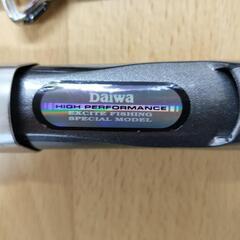 Daiwa
HIGH PERFORMANCE
EXCITE FISHING
SPECIAL MODEL